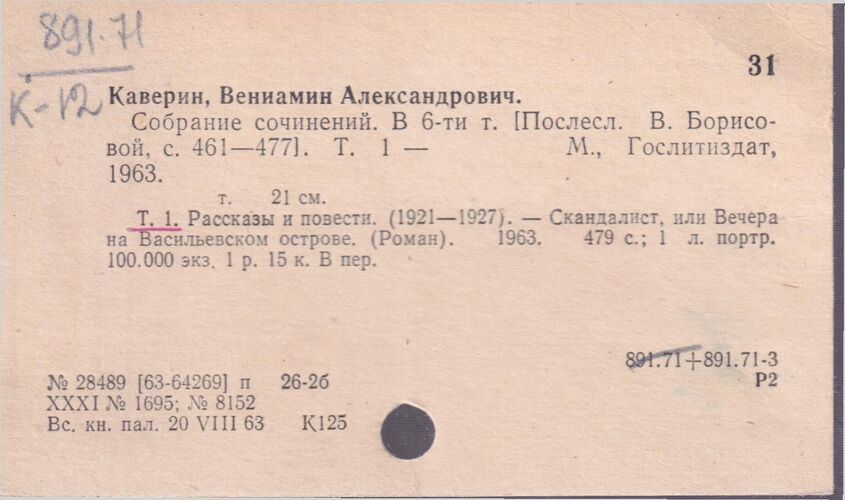 891.71
К-12
31
Каверин, Вениамин Александрович.
Собрание сочинений. В 6-ти т. [Послесл. В. Борисо-
вой, с. 461—477]. Т. 1 — М., Гослитиздат,
1963.
т. 21 см.
Т. 1. Рассказы и повести. (1921—1927). — Скандалист, или Вечера
на Васильевском острове. (Роман). 1963. 479 с.; 1 л. портр.
100.000 экз. 1 р. 15 к. В пер.
891.71+891.71-3
Р2
№ 28489 [63-64269] п 26-2б
XXXI № 1695; № 8152
Вс. кн. пал. 20 VIII 63 К125